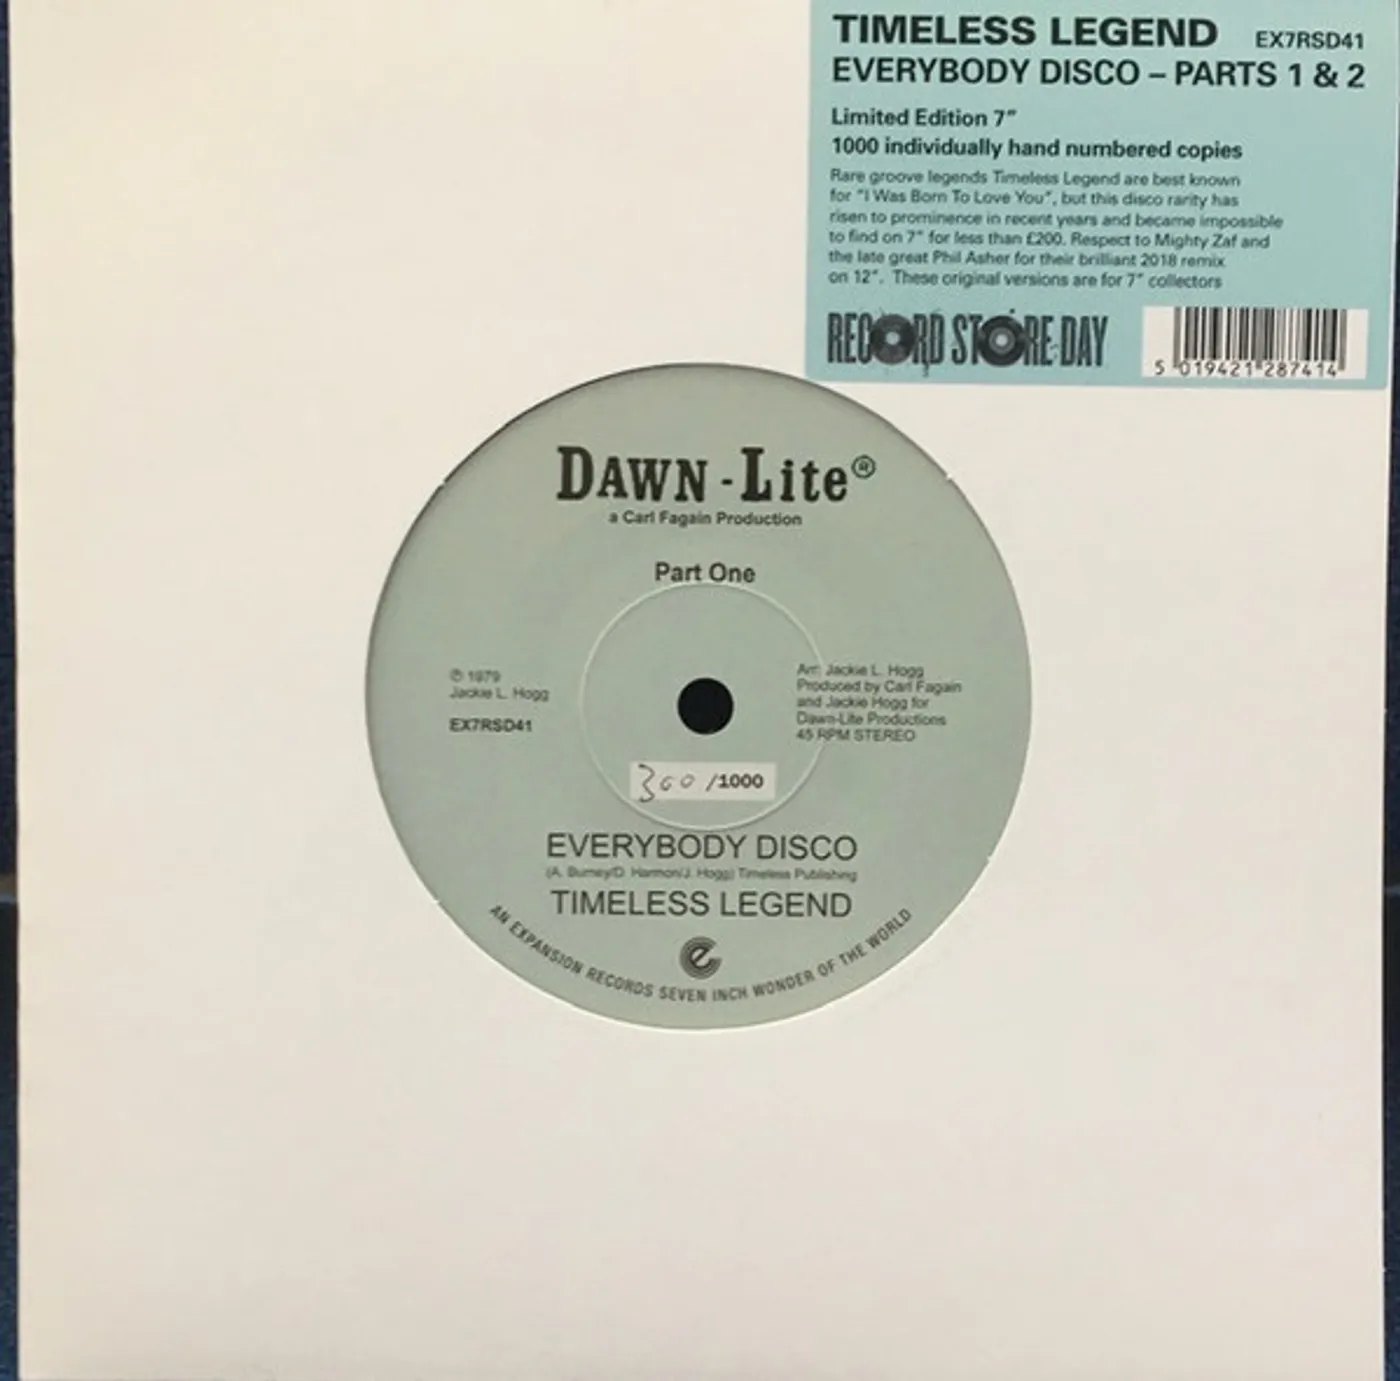 TIMELESS LEGEND EX7RSD41
EVERYBODY DISCO – PARTS 1 & 2
Limited Edition 7"
1000 individually hand numbered copies
Rare groove legends Timeless Legend are best known
for "I Was Born To Love You", but this disco rarity has
risen to prominence in recent years and became impossible
to find on 7" for less than £200. Respect to Mighty Zaf and
the late great Phil Asher for their brilliant 2018 remix
on 12". These original versions are for 7" collectors
RECORD STORE DAY
5 019421 287414
DAWN-Lite®
a Carl Fagain Production
Part One
℗ 1979
Jackie L. Hogg
EX7RSD41
Arr: Jackie L. Hogg
Produced by Carl Fagain
and Jackie Hogg for
Dawn-Lite Productions
45 RPM STEREO
300 /1000
EVERYBODY DISCO
(A. Burney/D. Harmon/J. Hogg) Timeless Publishing
TIMELESS LEGEND
e
AN EXPANSION RECORDS SEVEN INCH WONDER OF THE WORLD